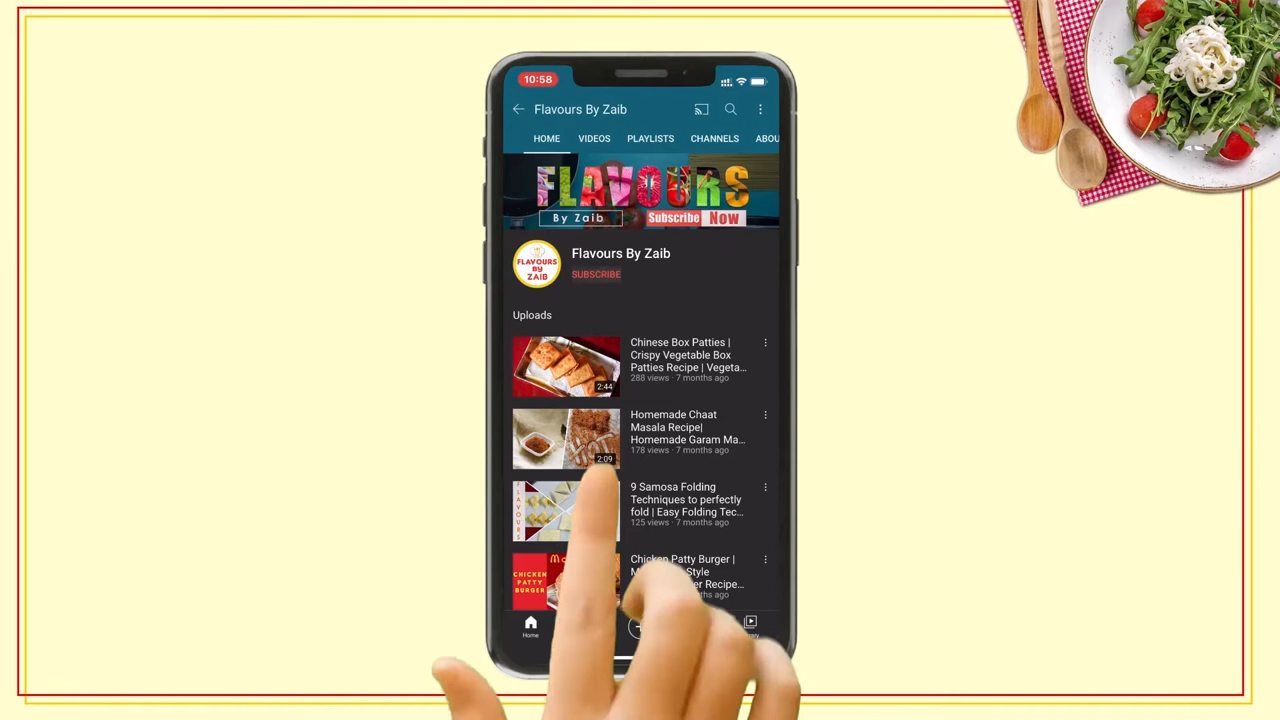 10:58
Flavours By Zaib
HOME VIDEOS PLAYLISTS CHANNELS ABOU
FLAVOURS
By Zaib Subscribe Now
FLAVOURS
BY
ZAIB
Flavours By Zaib
SUBSCRIBE
Uploads
Chinese Box Patties |
Crispy Vegetable Box
Patties Recipe | Vegeta...
288 views · 7 months ago
2:44
Homemade Chaat
Masala Recipe|
Homemade Garam Ma...
178 views · 7 months ago
2:09
FLAVOURS
9 Samosa Folding
Techniques to perfectly
fold | Easy Folding Tec...
125 views · 7 months ago
CHICKEN
PATTY
BURGER
Chicken Patty Burger |
Style
Recipe...
ths ago
Home